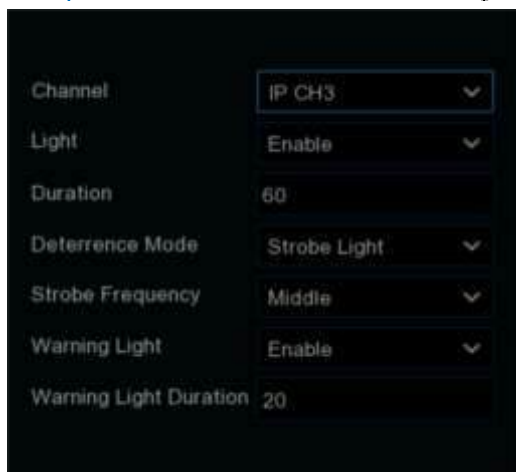 Channel IP CH3
Light Enable
Duration 60
Deterrence Mode Strobe Light
Strobe Frequency Middle
Warning Light Enable
Warning Light Duration 20